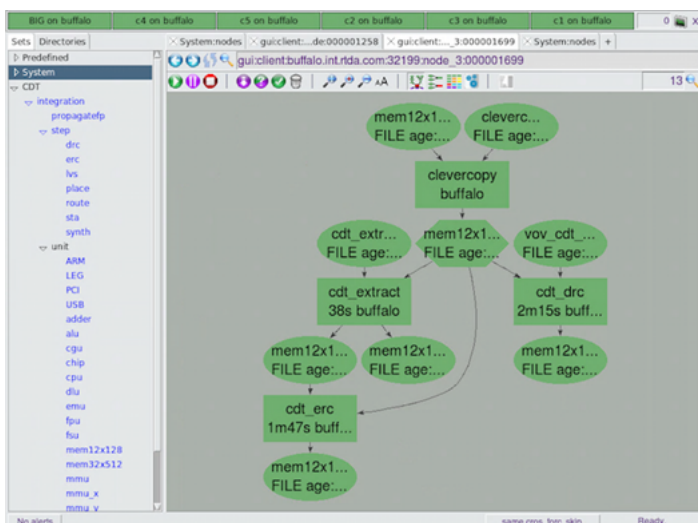 BIG on buffalo c4 on buffalo c5 on buffalo c2 on buffalo c3 on buffalo c1 on buffalo 0 X
Sets Directories
System:nodes gui:client:...de:000001258 gui:client:..._3:000001699 System:nodes +
Predefined
System
CDT
integration
propagatefp
step
drc
erc
lvs
place
route
sta
synth
unit
ARM
LEG
PCI
USB
adder
alu
cgu
chip
cpu
dlu
emu
fpu
fsu
mem12x128
mem32x512
mmu
mmu_x
mmu_y
gui:client:buffalo.int.rtda.com:32199:node_3:000001699
AA 13
mem12x1...
FILE age:...
cleverc...
FILE age:...
clevercopy
buffalo
cdt_extr...
FILE age:...
mem12x1...
FILE age:...
vov_cdt_...
FILE age:...
cdt_extract
38s buffalo
cdt_drc
2m15s buff...
mem12x1...
FILE age:...
mem12x1...
FILE age:...
mem12x1...
FILE age:...
cdt_erc
1m47s buff...
mem12x1...
FILE age:...
No alerts Ready